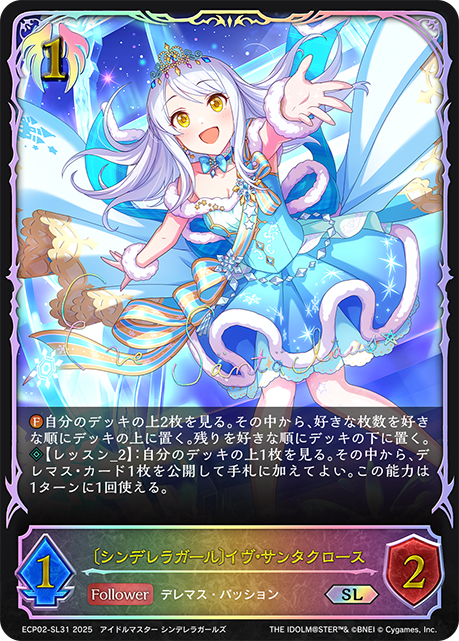 1
Eve Santa Claus
Ⓕ自分のデッキの上2枚を見る。その中から、好きな枚数を好き
な順にデッキの上に置く。残りを好きな順にデッキの下に置く。
【レッスン_2】：自分のデッキの上1枚を見る。その中から、デ
レマス・カード1枚を公開して手札に加えてよい。この能力は
1ターンに1回使える。
〔シンデレラガール〕イヴ・サンタクロース
1
Follower デレマス・パッション
SL
2
ECP02-SL31 2025 アイドルマスター シンデレラガールズ
THE IDOLM@STER™& ©BNEI © Cygames, Inc.